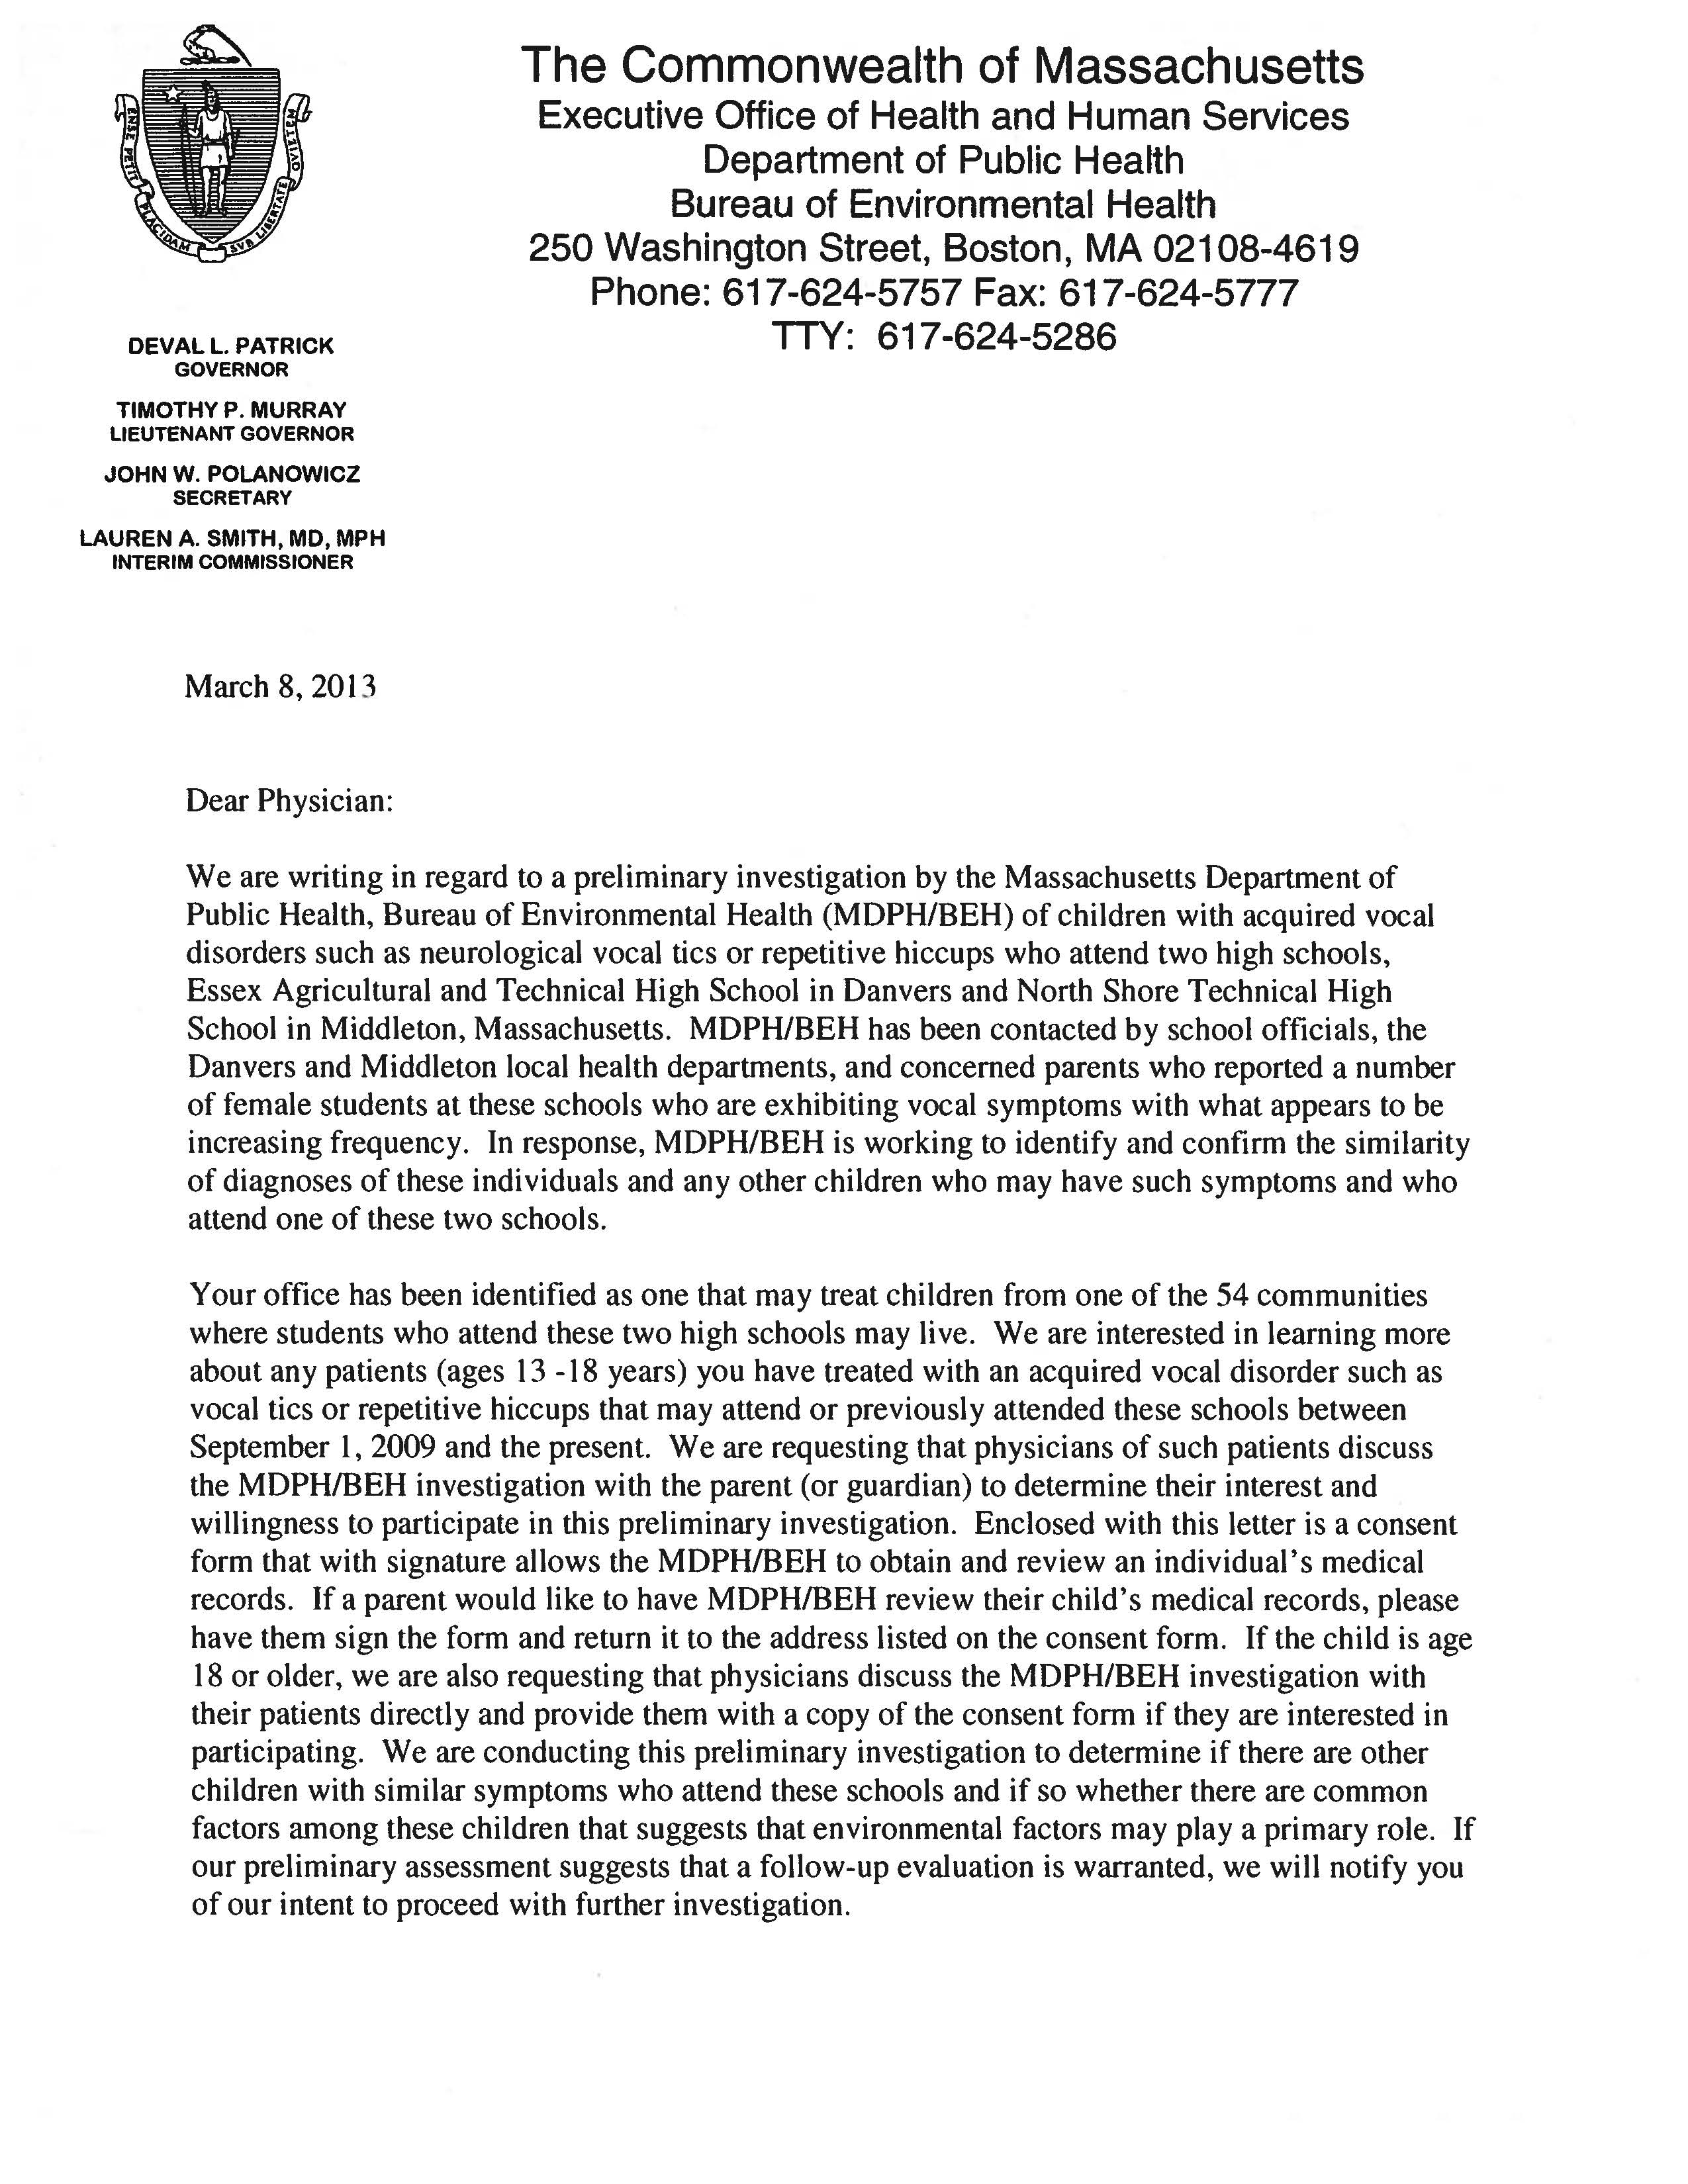 The Commonwealth of Massachusetts
Executive Office of Health and Human Services
Department of Public Health
Bureau of Environmental Health
250 Washington Street, Boston, MA 02108-4619
Phone: 617-624-5757 Fax: 617-624-5777
TTY: 617-624-5286
ENSE PETIT PLACIDAM SVB LIBERTATE QVIETEM
DEVAL L. PATRICK
GOVERNOR
TIMOTHY P. MURRAY
LIEUTENANT GOVERNOR
JOHN W. POLANOWICZ
SECRETARY
LAUREN A. SMITH, MD, MPH
INTERIM COMMISSIONER
March 8, 2013
Dear Physician:
We are writing in regard to a preliminary investigation by the Massachusetts Department of
Public Health, Bureau of Environmental Health (MDPH/BEH) of children with acquired vocal
disorders such as neurological vocal tics or repetitive hiccups who attend two high schools,
Essex Agricultural and Technical High School in Danvers and North Shore Technical High
School in Middleton, Massachusetts. MDPH/BEH has been contacted by school officials, the
Danvers and Middleton local health departments, and concerned parents who reported a number
of female students at these schools who are exhibiting vocal symptoms with what appears to be
increasing frequency. In response, MDPH/BEH is working to identify and confirm the similarity
of diagnoses of these individuals and any other children who may have such symptoms and who
attend one of these two schools.
Your office has been identified as one that may treat children from one of the 54 communities
where students who attend these two high schools may live. We are interested in learning more
about any patients (ages 13 -18 years) you have treated with an acquired vocal disorder such as
vocal tics or repetitive hiccups that may attend or previously attended these schools between
September 1, 2009 and the present. We are requesting that physicians of such patients discuss
the MDPH/BEH investigation with the parent (or guardian) to determine their interest and
willingness to participate in this preliminary investigation. Enclosed with this letter is a consent
form that with signature allows the MDPH/BEH to obtain and review an individual's medical
records. If a parent would like to have MDPH/BEH review their child's medical records, please
have them sign the form and return it to the address listed on the consent form. If the child is age
18 or older, we are also requesting that physicians discuss the MDPH/BEH investigation with
their patients directly and provide them with a copy of the consent form if they are interested in
participating. We are conducting this preliminary investigation to determine if there are other
children with similar symptoms who attend these schools and if so whether there are common
factors among these children that suggests that environmental factors may play a primary role. If
our preliminary assessment suggests that a follow-up evaluation is warranted, we will notify you
of our intent to proceed with further investigation.